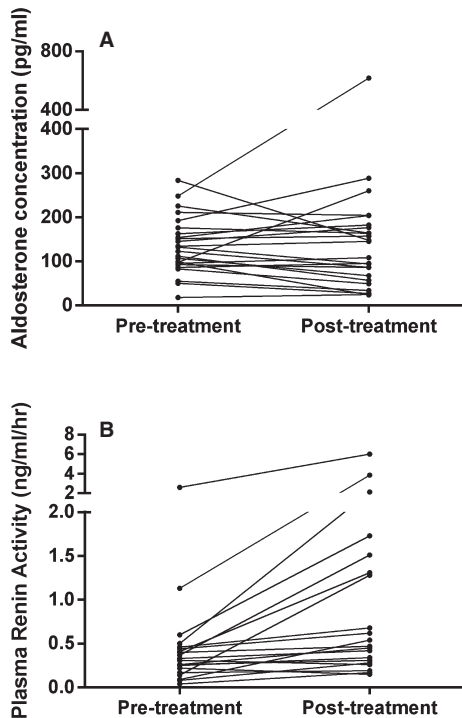 A
Aldosterone concentration (pg/ml)
800
400
400
300
200
100
0
Pre-treatment Post-treatment
B
Plasma Renin Activity (ng/ml/hr)
8
6
4
2
2.0
1.5
1.0
0.5
0.0
Pre-treatment Post-treatment